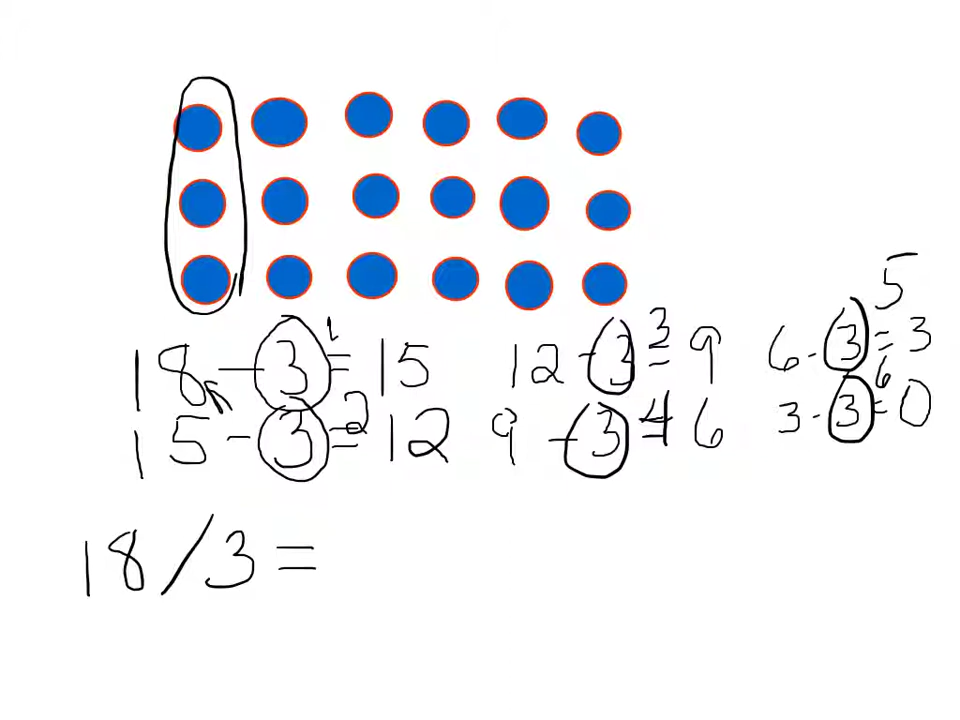 18 - 3 = 15
15 - 3 = 12
12 - 3 = 9
9 - 3 = 6
6 - 3 = 3
3 - 3 = 0
1
2
3
4
5
6
18 / 3 =